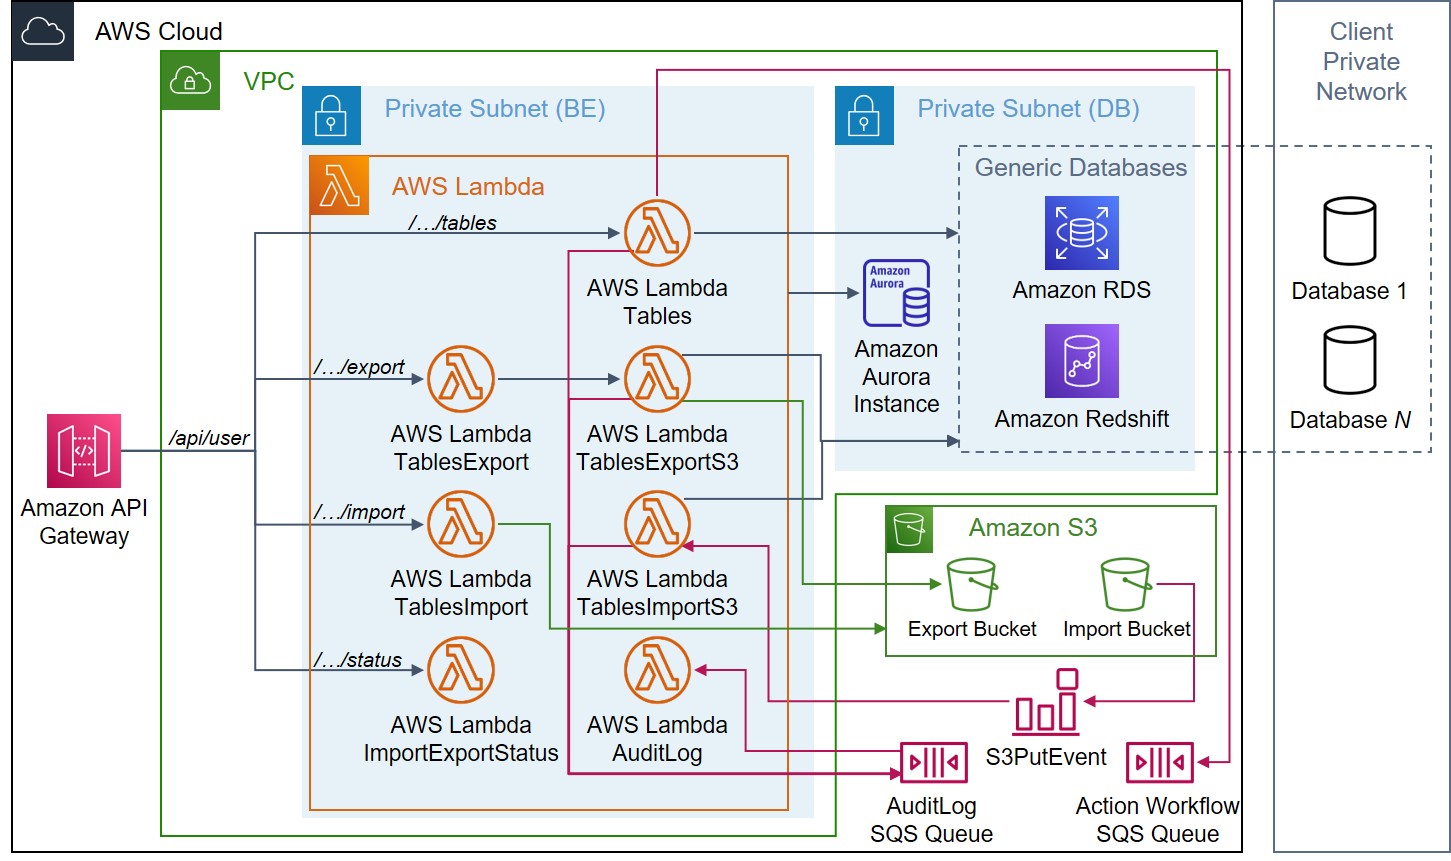 AWS Cloud
Client
Private
Network
VPC
Private Subnet (BE)
Private Subnet (DB)
Generic Databases
AWS Lambda
/…/tables
AWS Lambda
Tables
Amazon
Aurora
Amazon RDS
Database 1
Amazon
Aurora
Instance
/…/export
AWS Lambda
TablesExport
AWS Lambda
TablesExportS3
Amazon Redshift
Database N
/api/user
Amazon API
Gateway
/…/import
AWS Lambda
TablesImport
AWS Lambda
TablesImportS3
Amazon S3
Export Bucket
Import Bucket
/…/status
AWS Lambda
ImportExportStatus
AWS Lambda
AuditLog
S3PutEvent
AuditLog
SQS Queue
Action Workflow
SQS Queue